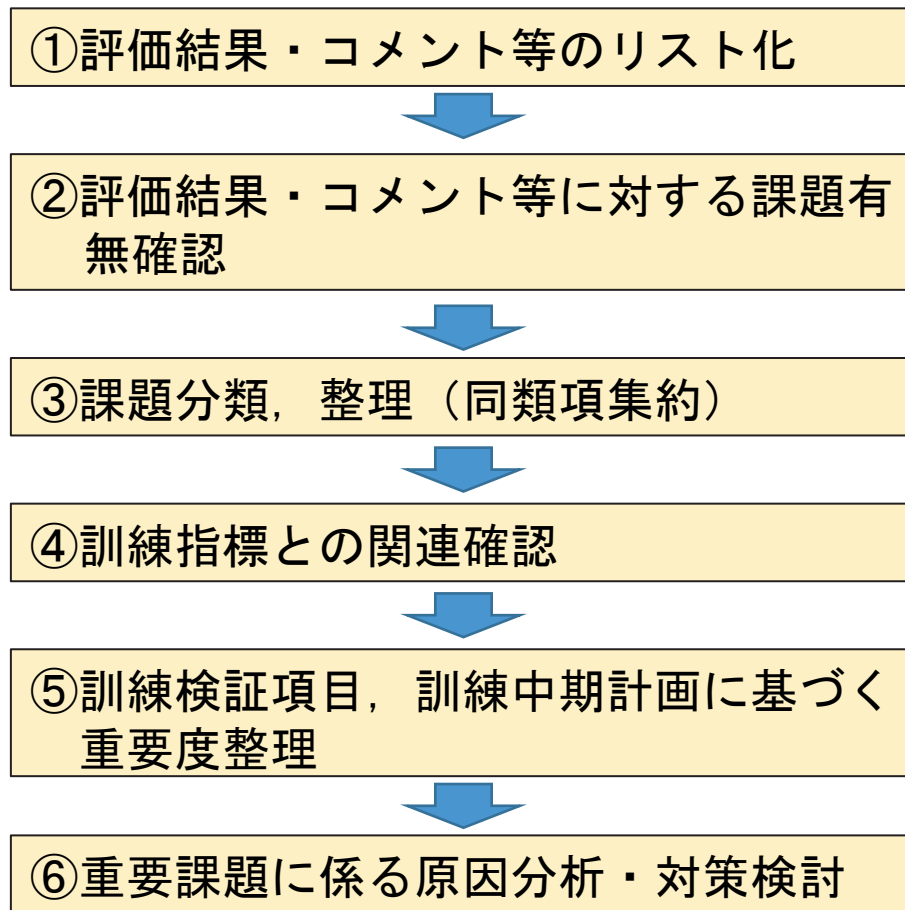 ①評価結果・コメント等のリスト化
②評価結果・コメント等に対する課題有
無確認
③課題分類，整理（同類項集約）
④訓練指標との関連確認
⑤訓練検証項目，訓練中期計画に基づく
重要度整理
⑥重要課題に係る原因分析・対策検討